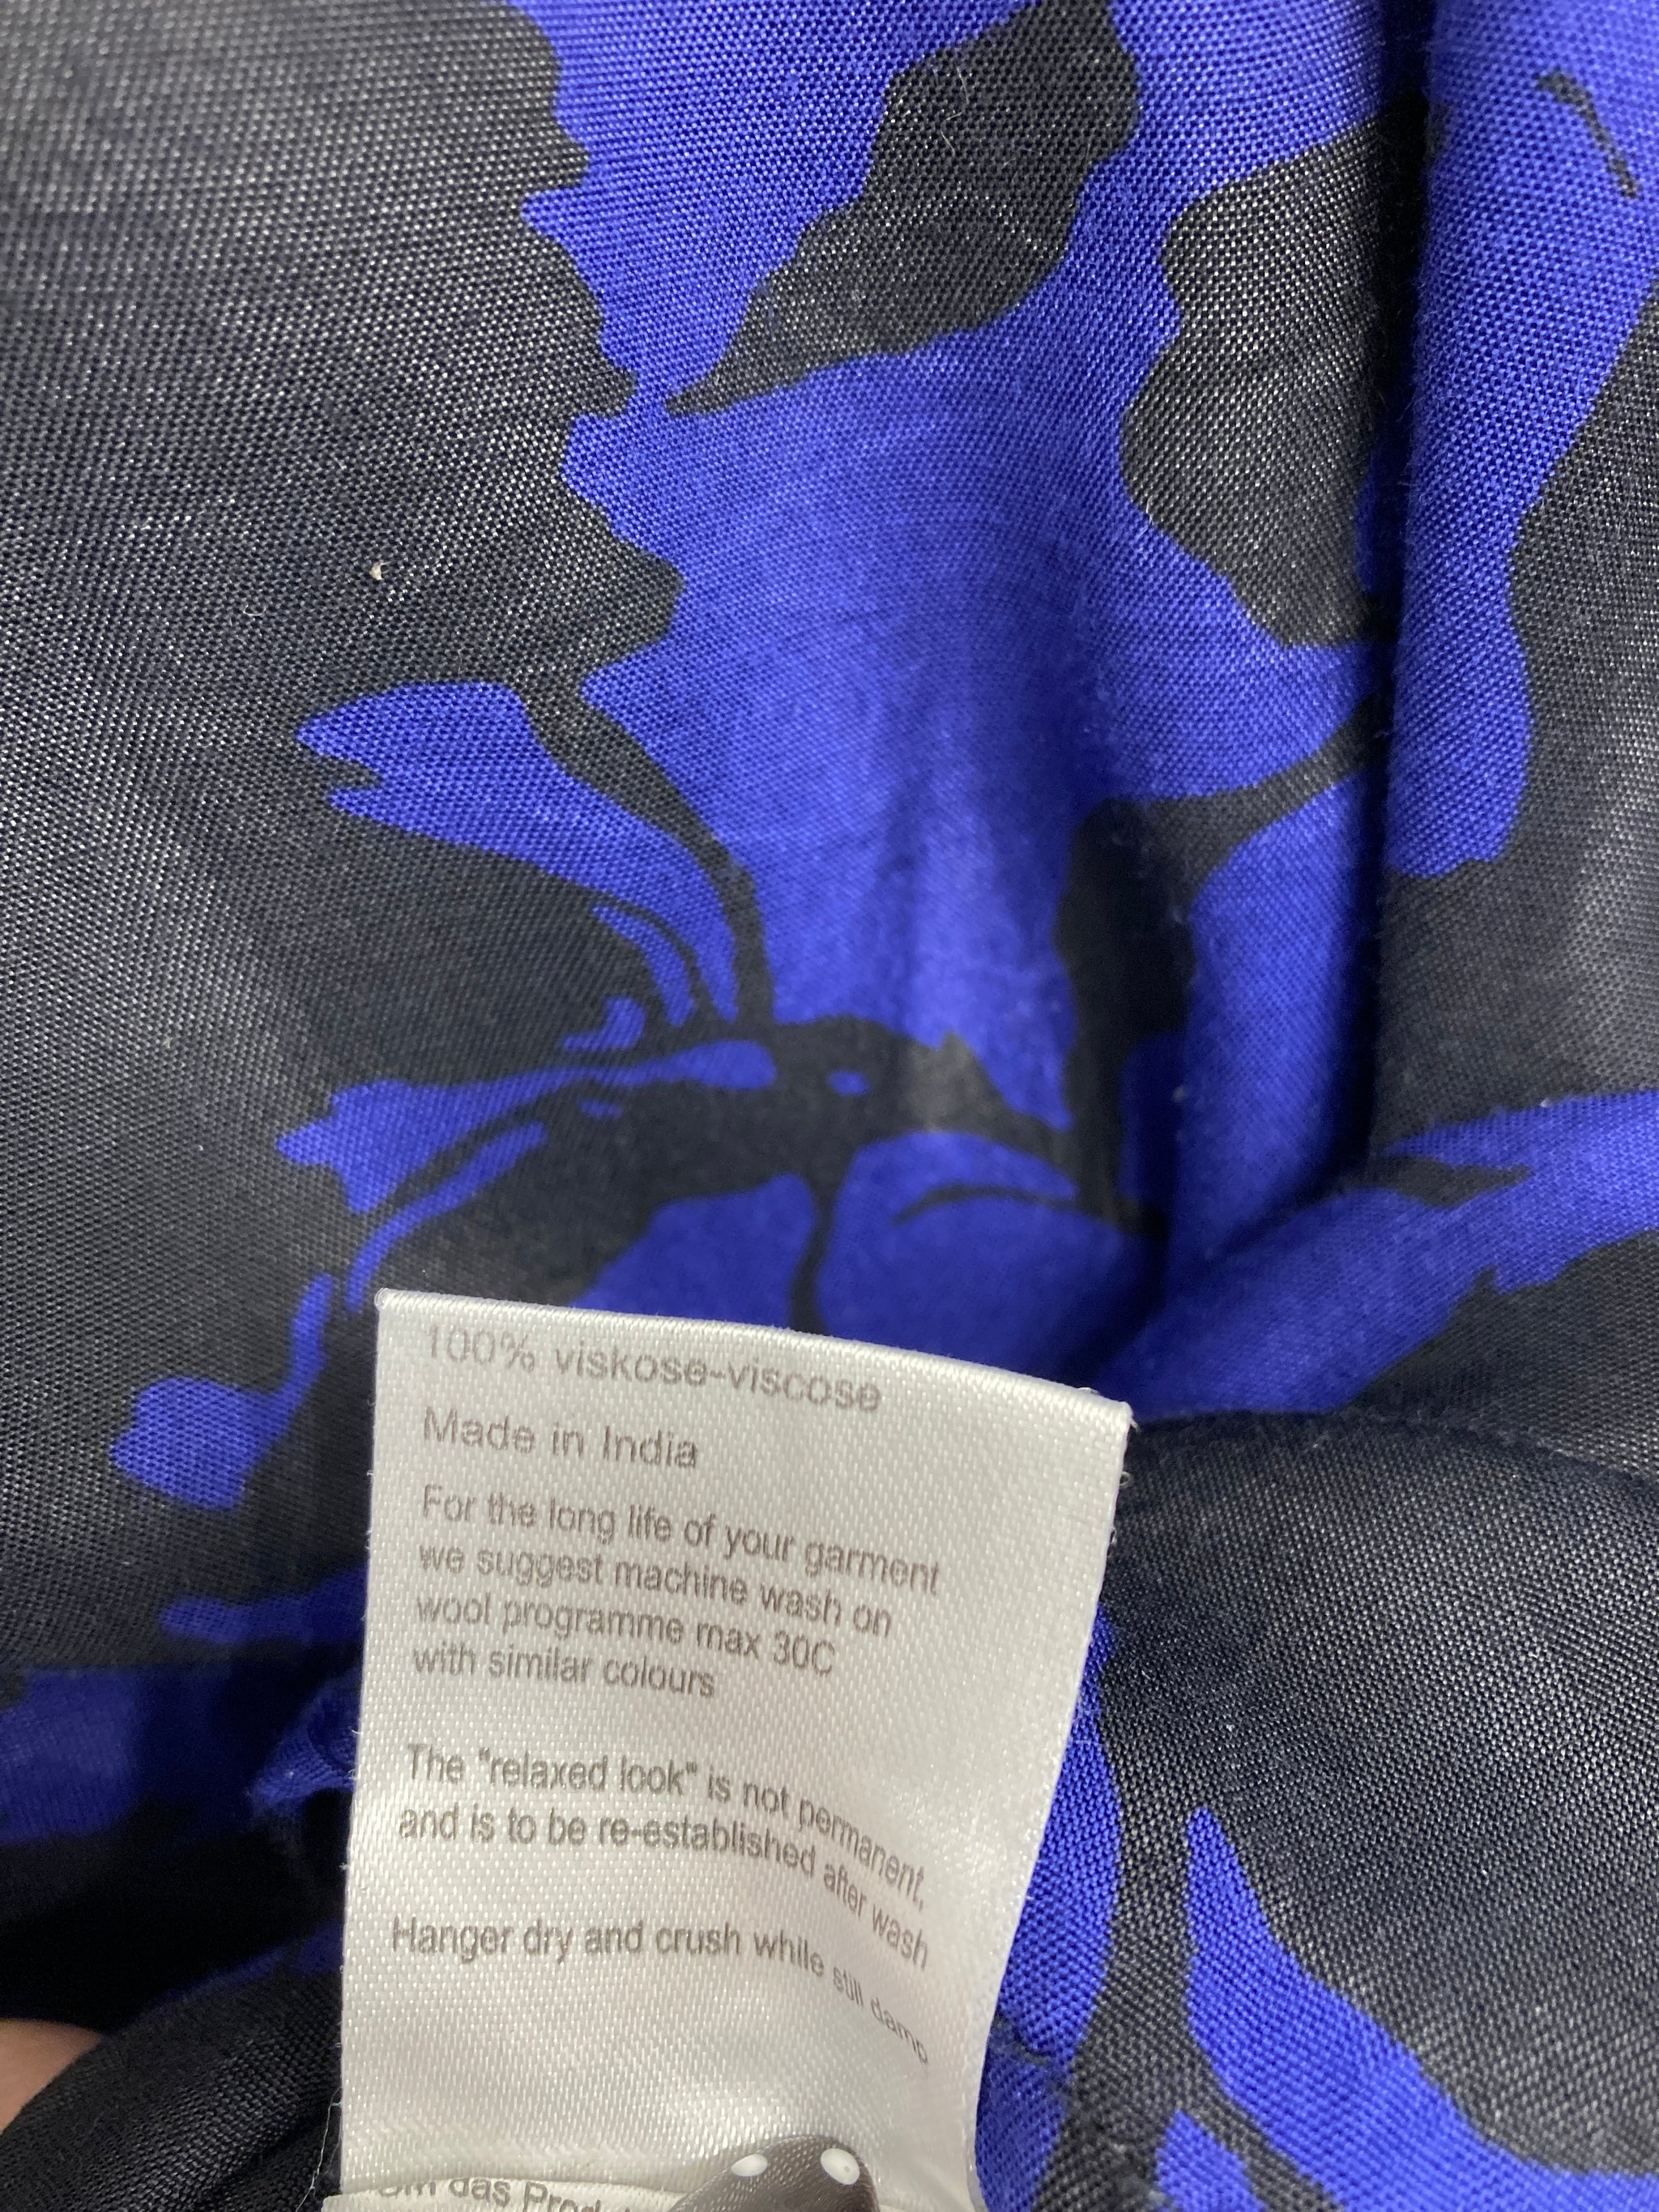 100% viskose-viscose
Made in India
For the long life of your garment
we suggest machine wash on
wool programme max 30C
with similar colours
The "relaxed look" is not permanent,
and is to be re-established after wash
Hanger dry and crush while still damp
das